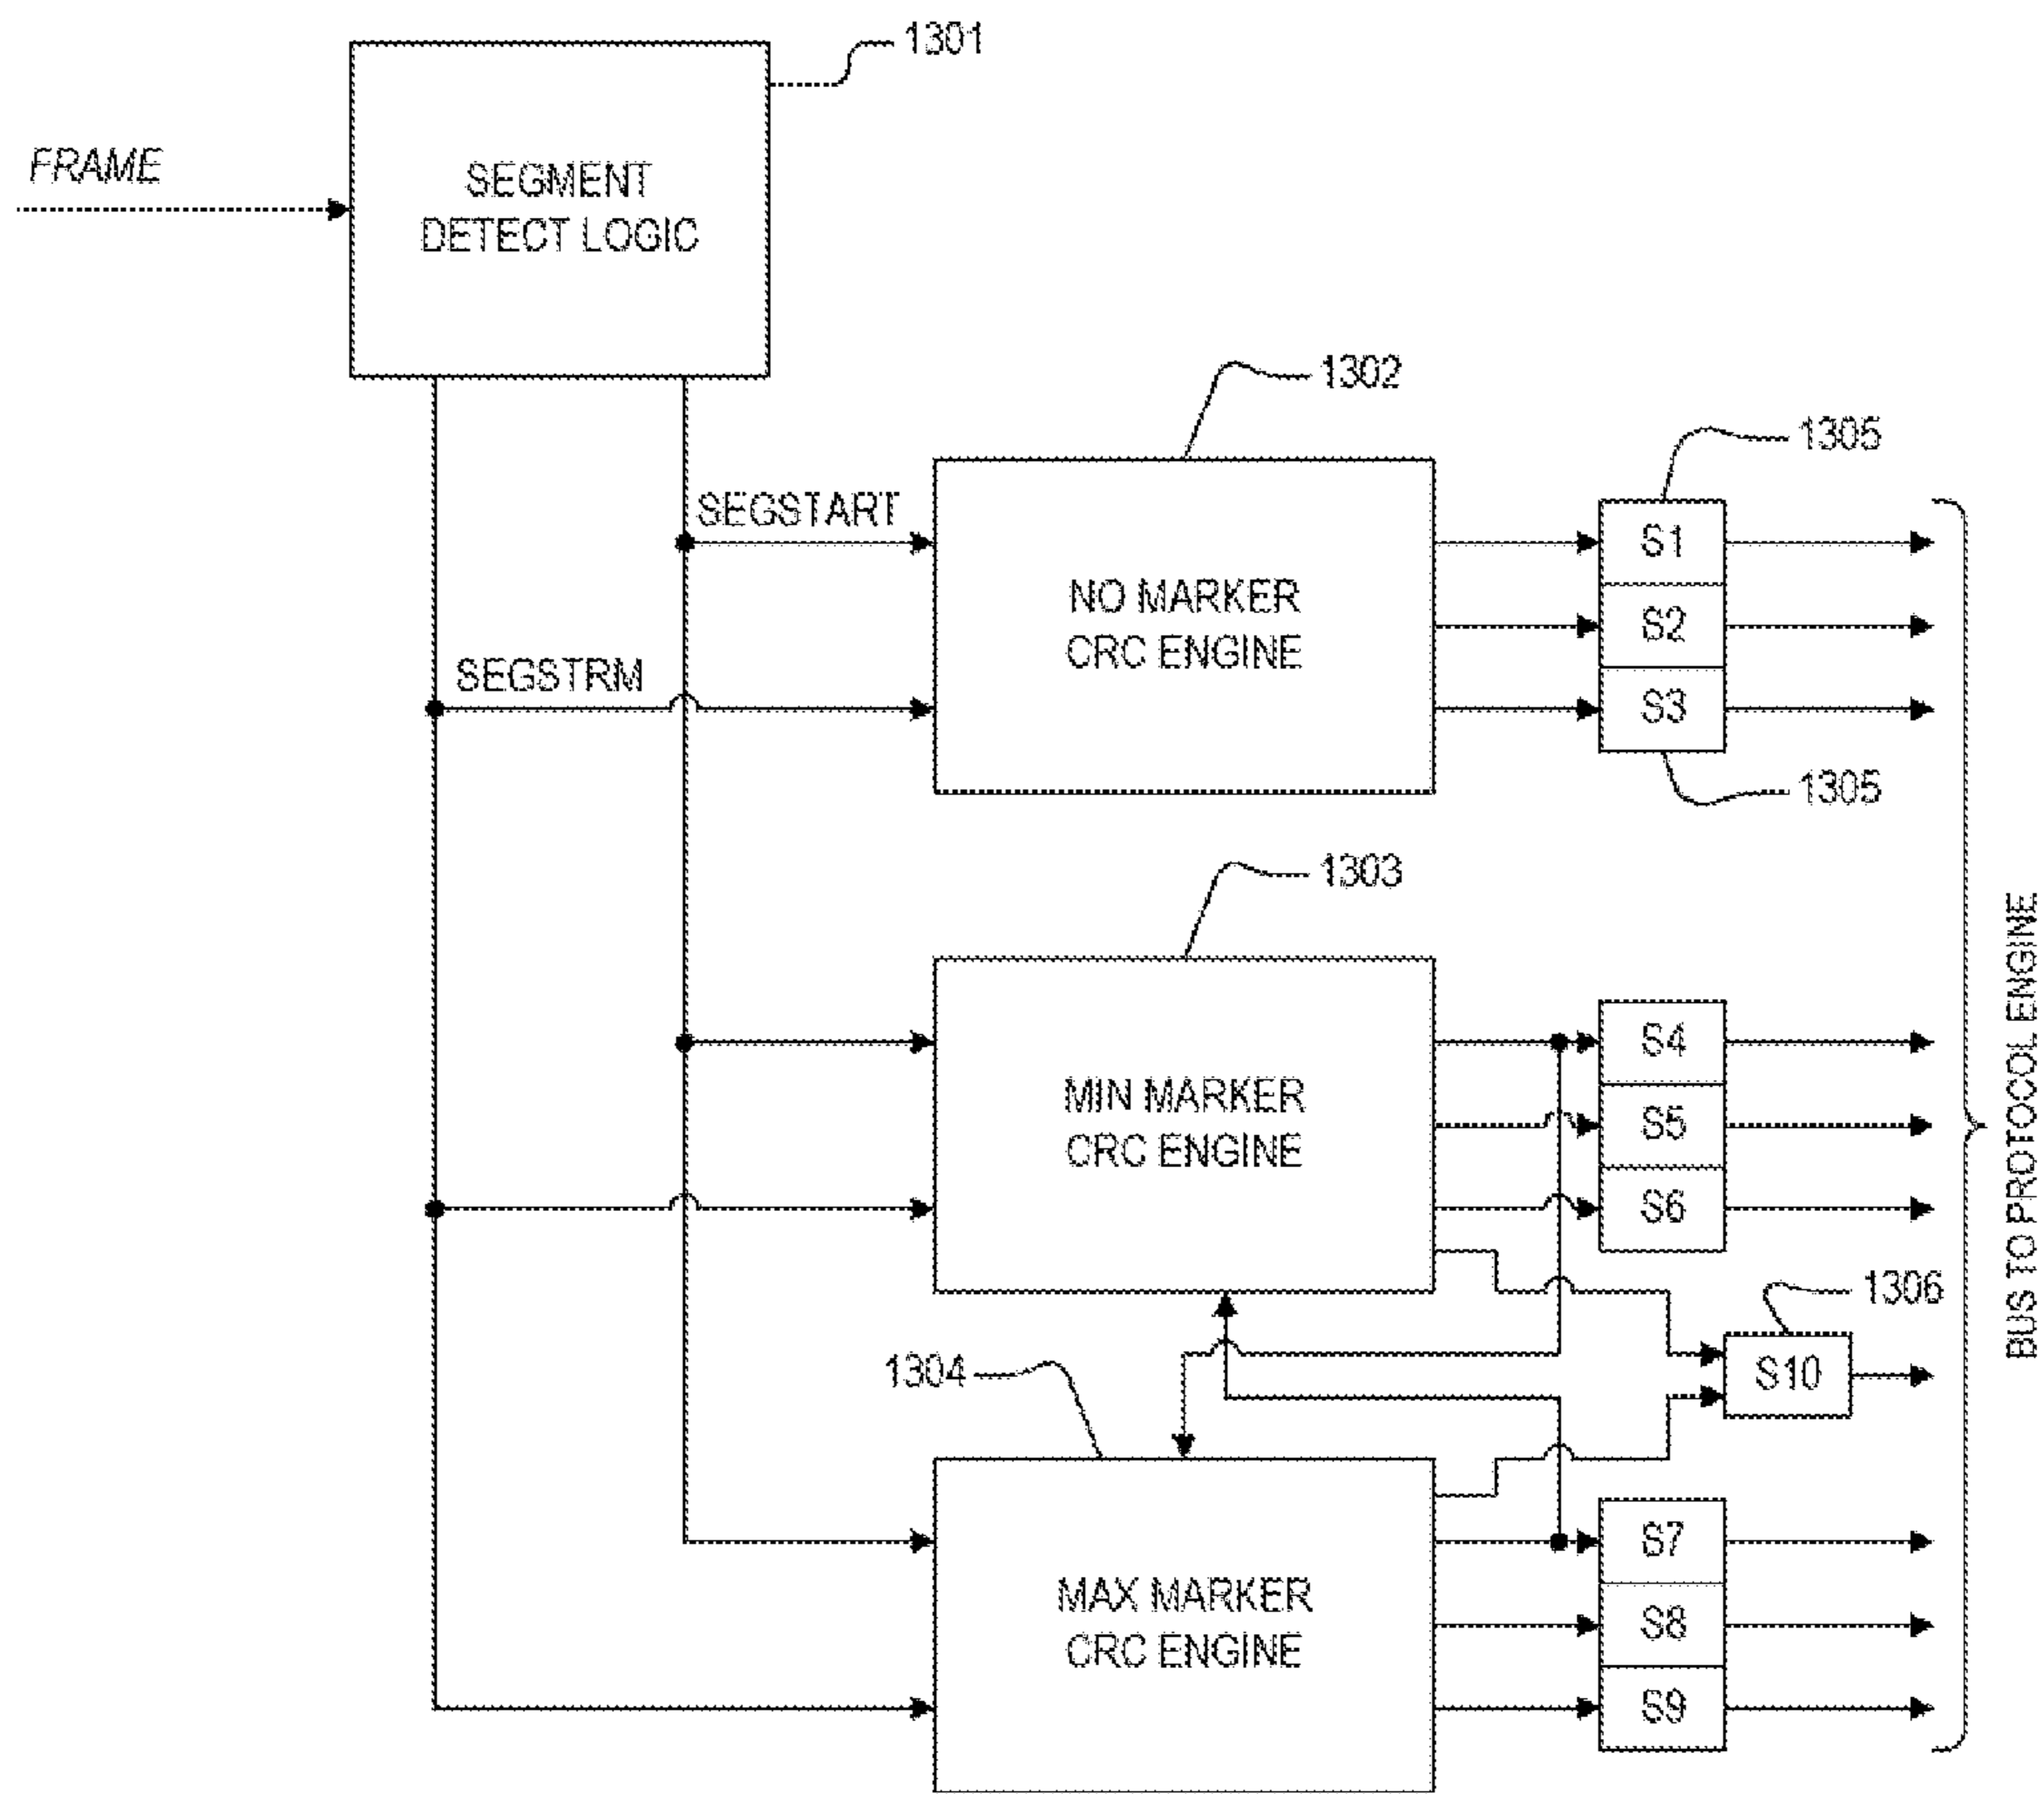 1301
FRAME
SEGMENT
DETECT LOGIC
1302
1305
SEGSTART
S1
NO MARKER
CRC ENGINE
S2
SEGSTRM
S3
1305
1303
S4
MIN MARKER
CRC ENGINE
S5
S6
BUS TO PROTOCOL ENGINE
1306
1304
S10
S7
MAX MARKER
CRC ENGINE
S8
S9